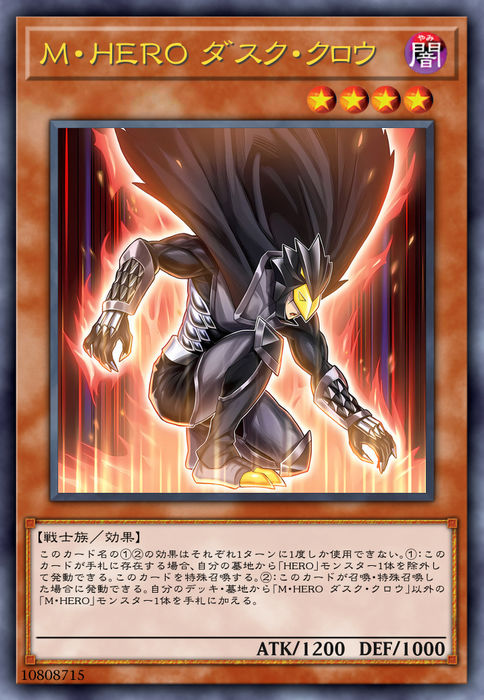 M・HERO ダスク・クロウ
やみ
闇
【戦士族／効果】
このカード名の①②の効果はそれぞれ1ターンに1度しか使用できない。①：この
カードが手札に存在する場合、自分の墓地から「HERO」モンスター1体を除外し
て発動できる。このカードを特殊召喚する。②：このカードが召喚・特殊召喚し
た場合に発動できる。自分のデッキ・墓地から「M・HERO ダスク・クロウ」以外の
「M・HERO」モンスター1体を手札に加える。
ATK/1200 DEF/1000
10808715